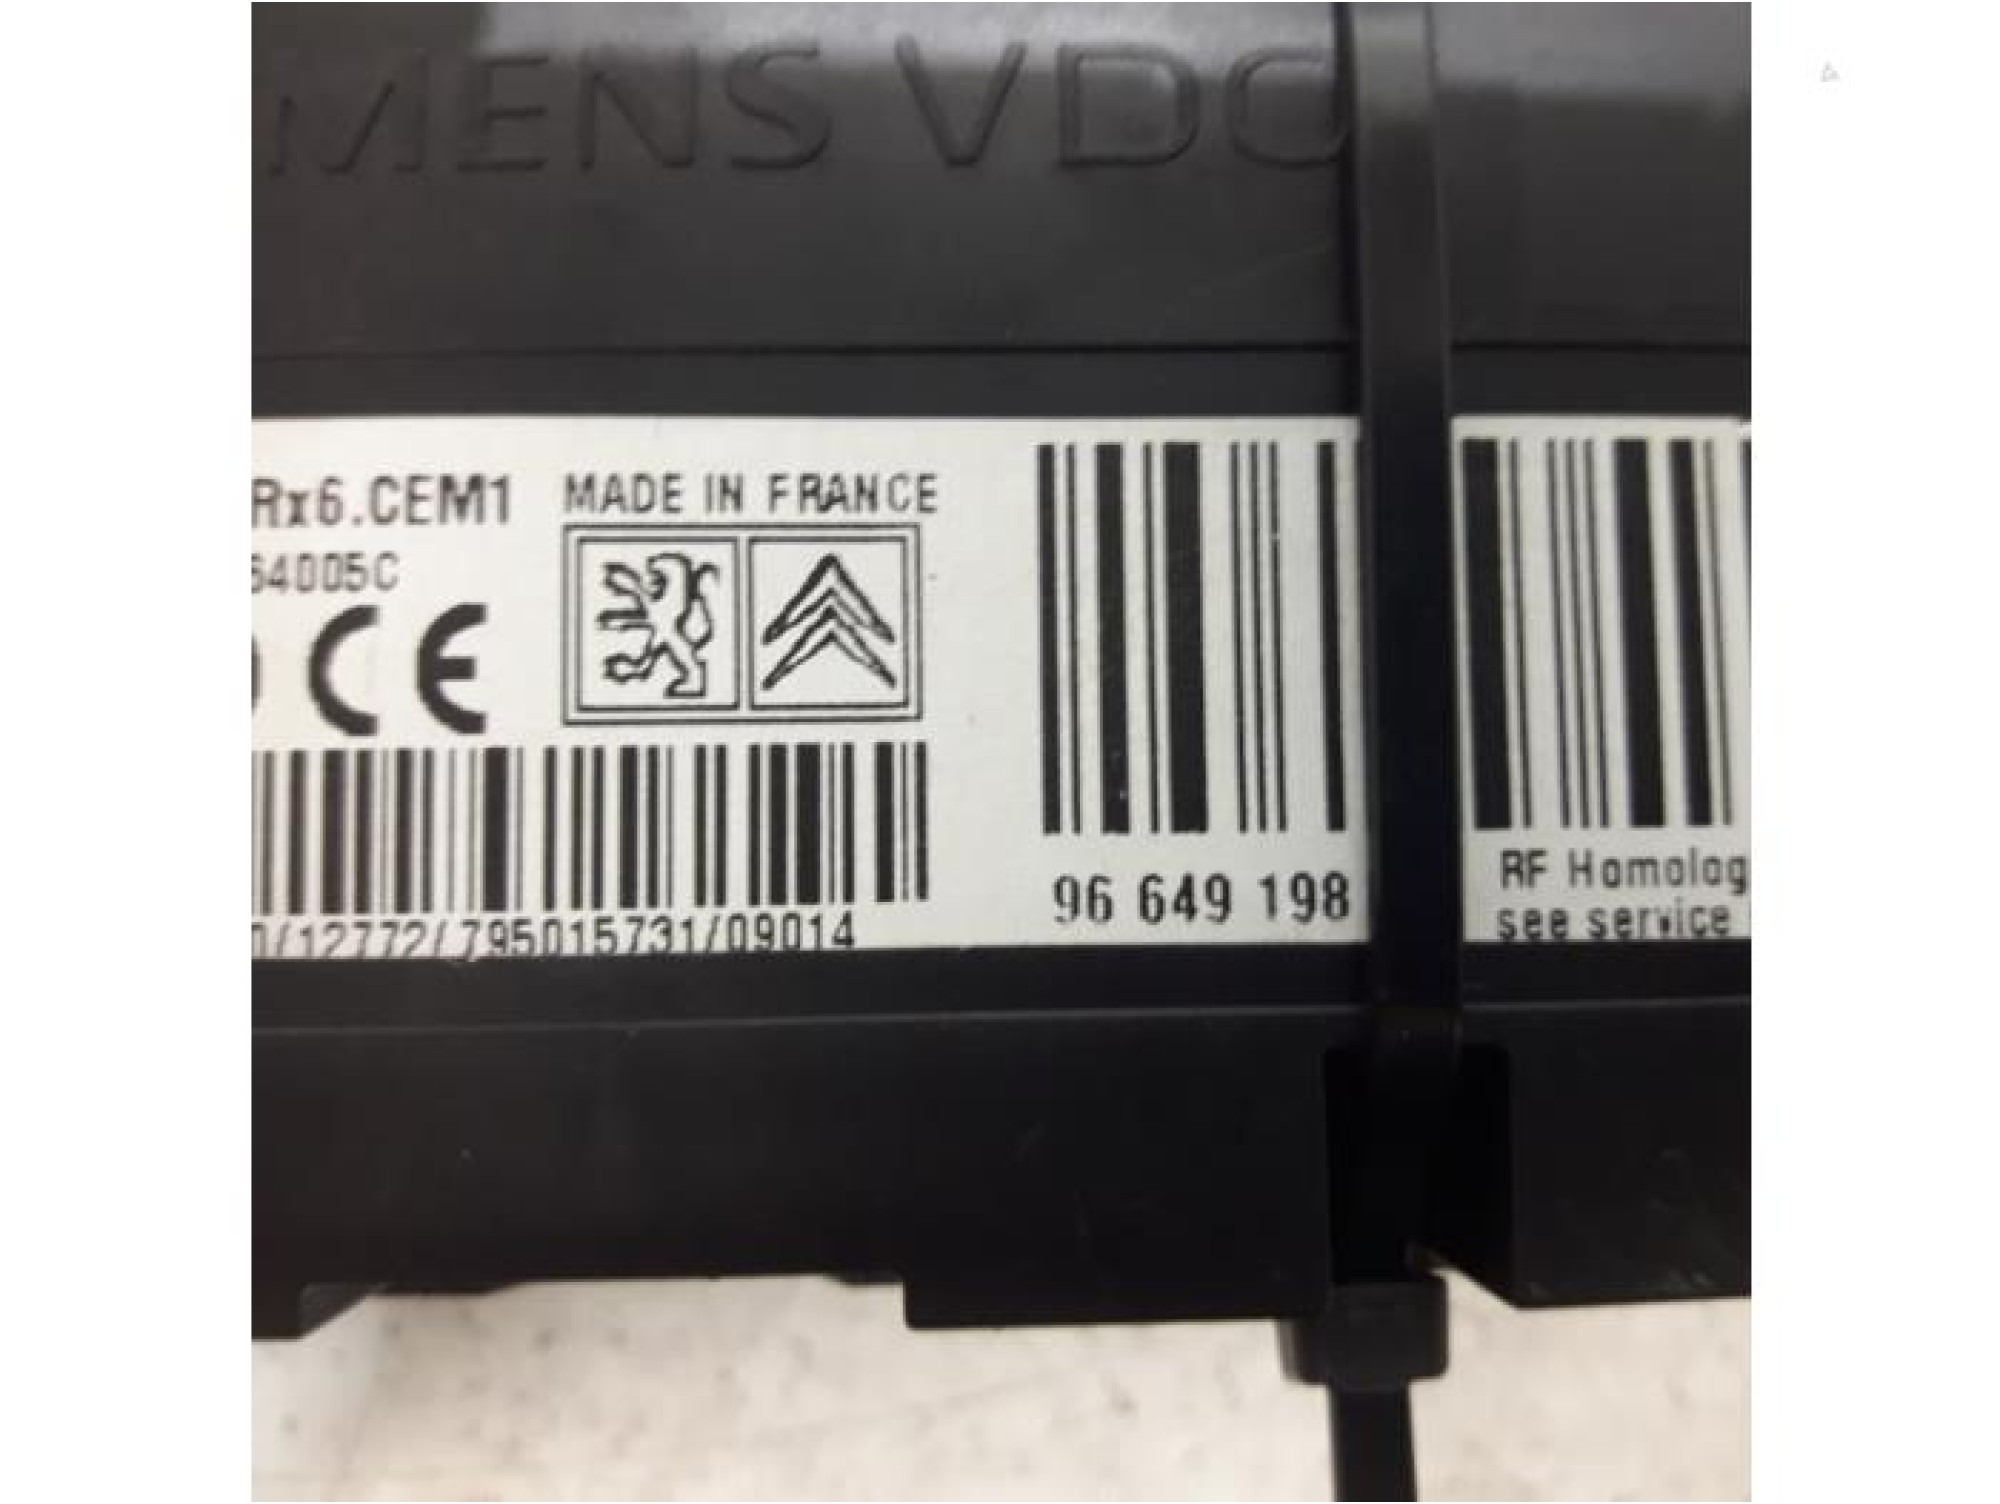 MENS VDO
Rx6.CEM1
MADE IN FRANCE
64005C
CE
0/12772/795015731/09014
96 649 198
RF Homolog
see service